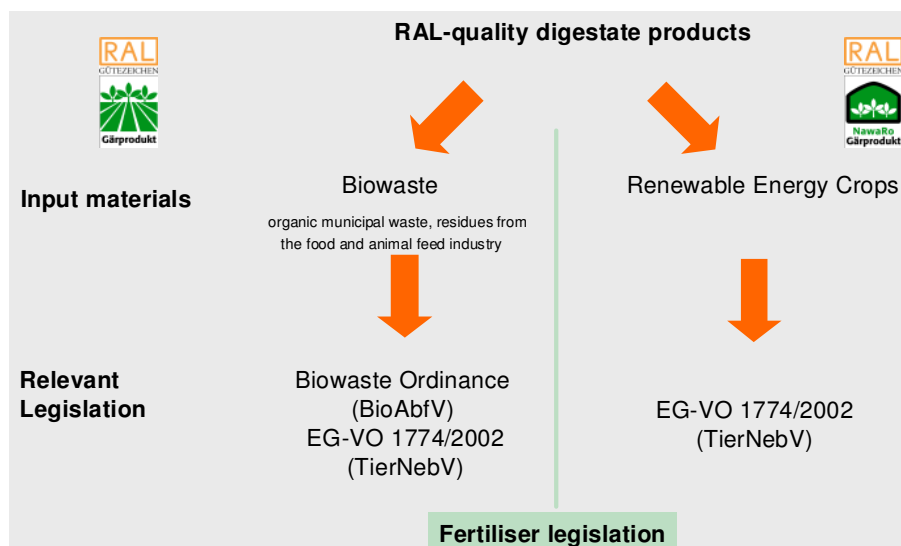 RAL-quality digestate products
RAL
GÜTEZEICHEN
Gärprodukt
RAL
GÜTEZEICHEN
NawaRo
Gärprodukt
Input materials
Biowaste
organic municipal waste, residues from
the food and animal feed industry
Renewable Energy Crops
Relevant
Legislation
Biowaste Ordinance
(BioAbfV)
EG-VO 1774/2002
(TierNebV)
EG-VO 1774/2002
(TierNebV)
Fertiliser legislation